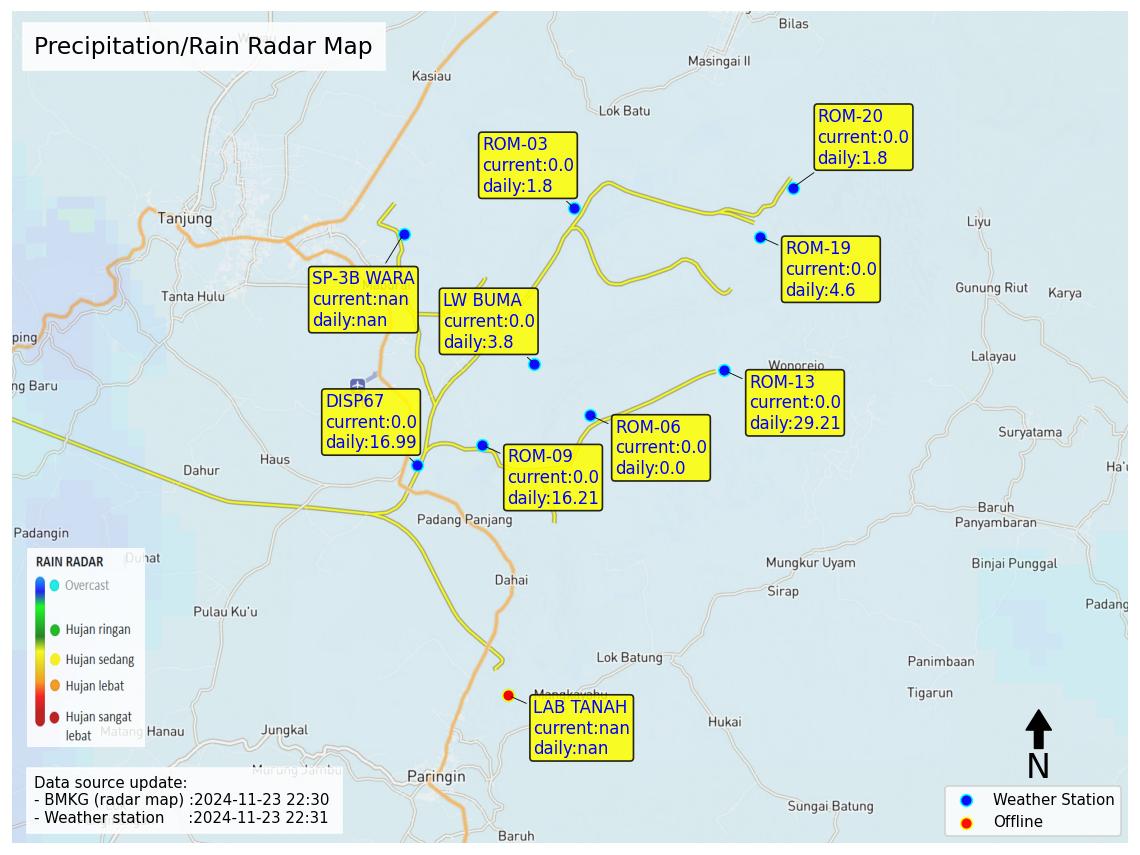 Precipitation/Rain Radar Map
Bilas
Masingai II
Kasiau
Lok Batu
ROM-20
current:0.0
daily:1.8
ROM-03
current:0.0
daily:1.8
Tanjung
Liyu
ROM-19
current:0.0
daily:4.6
SP-3B WARA
current:nan
daily:nan
Tanta Hulu
LW BUMA
current:0.0
daily:3.8
Gunung Riut
Karya
ping
Lalayau
Wonorejo
ng Baru
ROM-13
current:0.0
daily:29.21
DISP67
current:0.0
daily:16.99
ROM-06
current:0.0
daily:0.0
Suryatama
ROM-09
current:0.0
daily:16.21
Haus
Dahur
Ha'u
Baruh
Panyambaran
Padang Panjang
Padangin
Mungkur Uyam
Binjai Punggal
Dahai
Sirap
Padang
Pulau Ku'u
RAIN RADAR
Overcast
Hujan ringan
Hujan sedang
Hujan lebat
Hujan sangat
lebat
Lok Batung
Panimbaan
Tigarun
LAB TANAH
current:nan
daily:nan
Hukai
Matang Hanau
Jungkal
Murung Jambu
Paringin
Sungai Batung
Baruh
N
Data source update:
- BMKG (radar map) :2024-11-23 22:30
- Weather station :2024-11-23 22:31
Weather Station
Offline